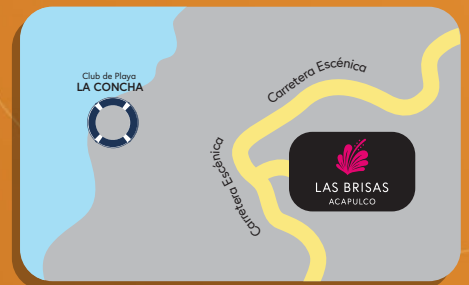 Club de Playa
LA CONCHA
Carretera Escénica
Carretera Escénica
LAS BRISAS
ACAPULCO